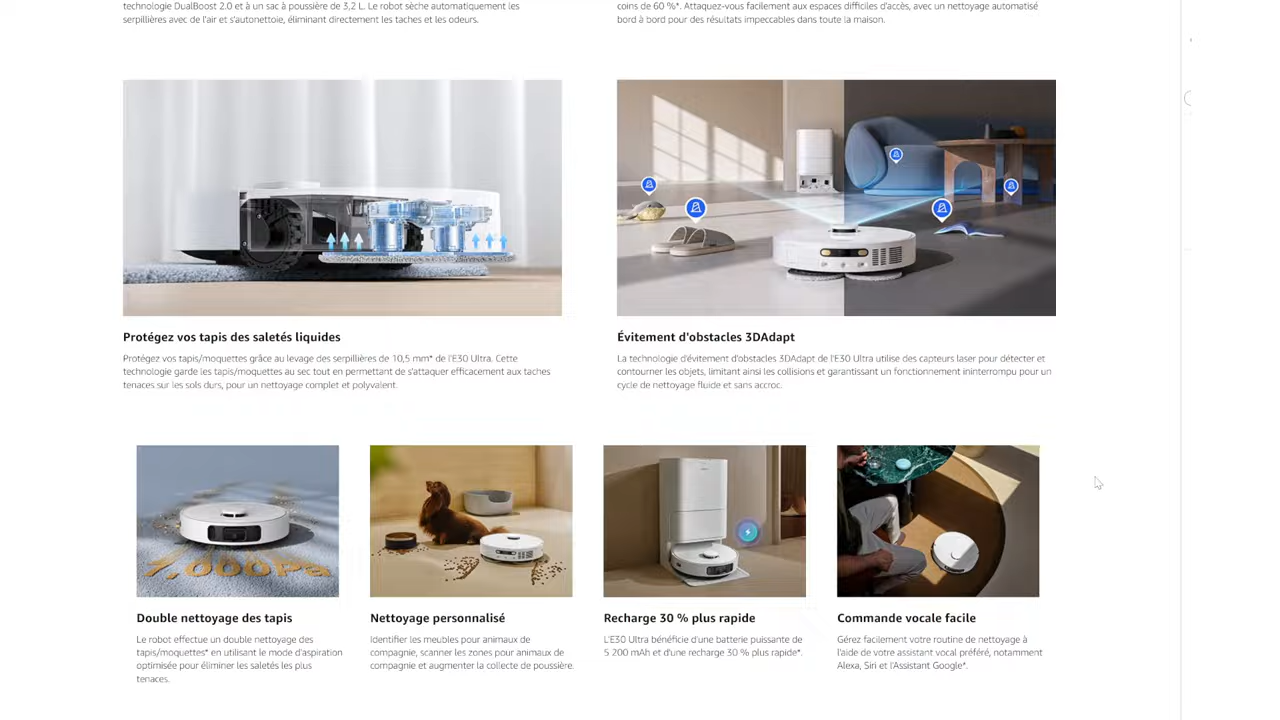 technologie DualBoost 2.0 et à un sac à poussière de 3,2 L. Le robot sèche automatiquement les
serpillières avec de l'air et s'autonettoie, éliminant directement les taches et les odeurs.
coins de 60 %*. Attaquez-vous facilement aux espaces difficiles d'accès, avec un nettoyage automatisé
bord à bord pour des résultats impeccables dans toute la maison.
Protégez vos tapis des saletés liquides
Protégez vos tapis/moquettes grâce au levage des serpillières de 10,5 mm* de l'E30 Ultra. Cette
technologie garde les tapis/moquettes au sec tout en permettant de s'attaquer efficacement aux taches
tenaces sur les sols durs, pour un nettoyage complet et polyvalent.
Évitement d'obstacles 3DAdapt
La technologie d'évitement d'obstacles 3DAdapt de l'E30 Ultra utilise des capteurs laser pour détecter et
contourner les objets, limitant ainsi les collisions et garantissant un fonctionnement ininterrompu pour un
cycle de nettoyage fluide et sans accroc.
7,000Pa
Double nettoyage des tapis
Le robot effectue un double nettoyage des
tapis/moquettes* en utilisant le mode d'aspiration
optimisée pour éliminer les saletés les plus
tenaces.
Nettoyage personnalisé
Identifier les meubles pour animaux de
compagnie, scanner les zones pour animaux de
compagnie et augmenter la collecte de poussière.
Recharge 30 % plus rapide
L'E30 Ultra bénéficie d'une batterie puissante de
5 200 mAh et d'une recharge 30 % plus rapide*.
Commande vocale facile
Gérez facilement votre routine de nettoyage à
l'aide de votre assistant vocal préféré, notamment
Alexa, Siri et l'Assistant Google*.